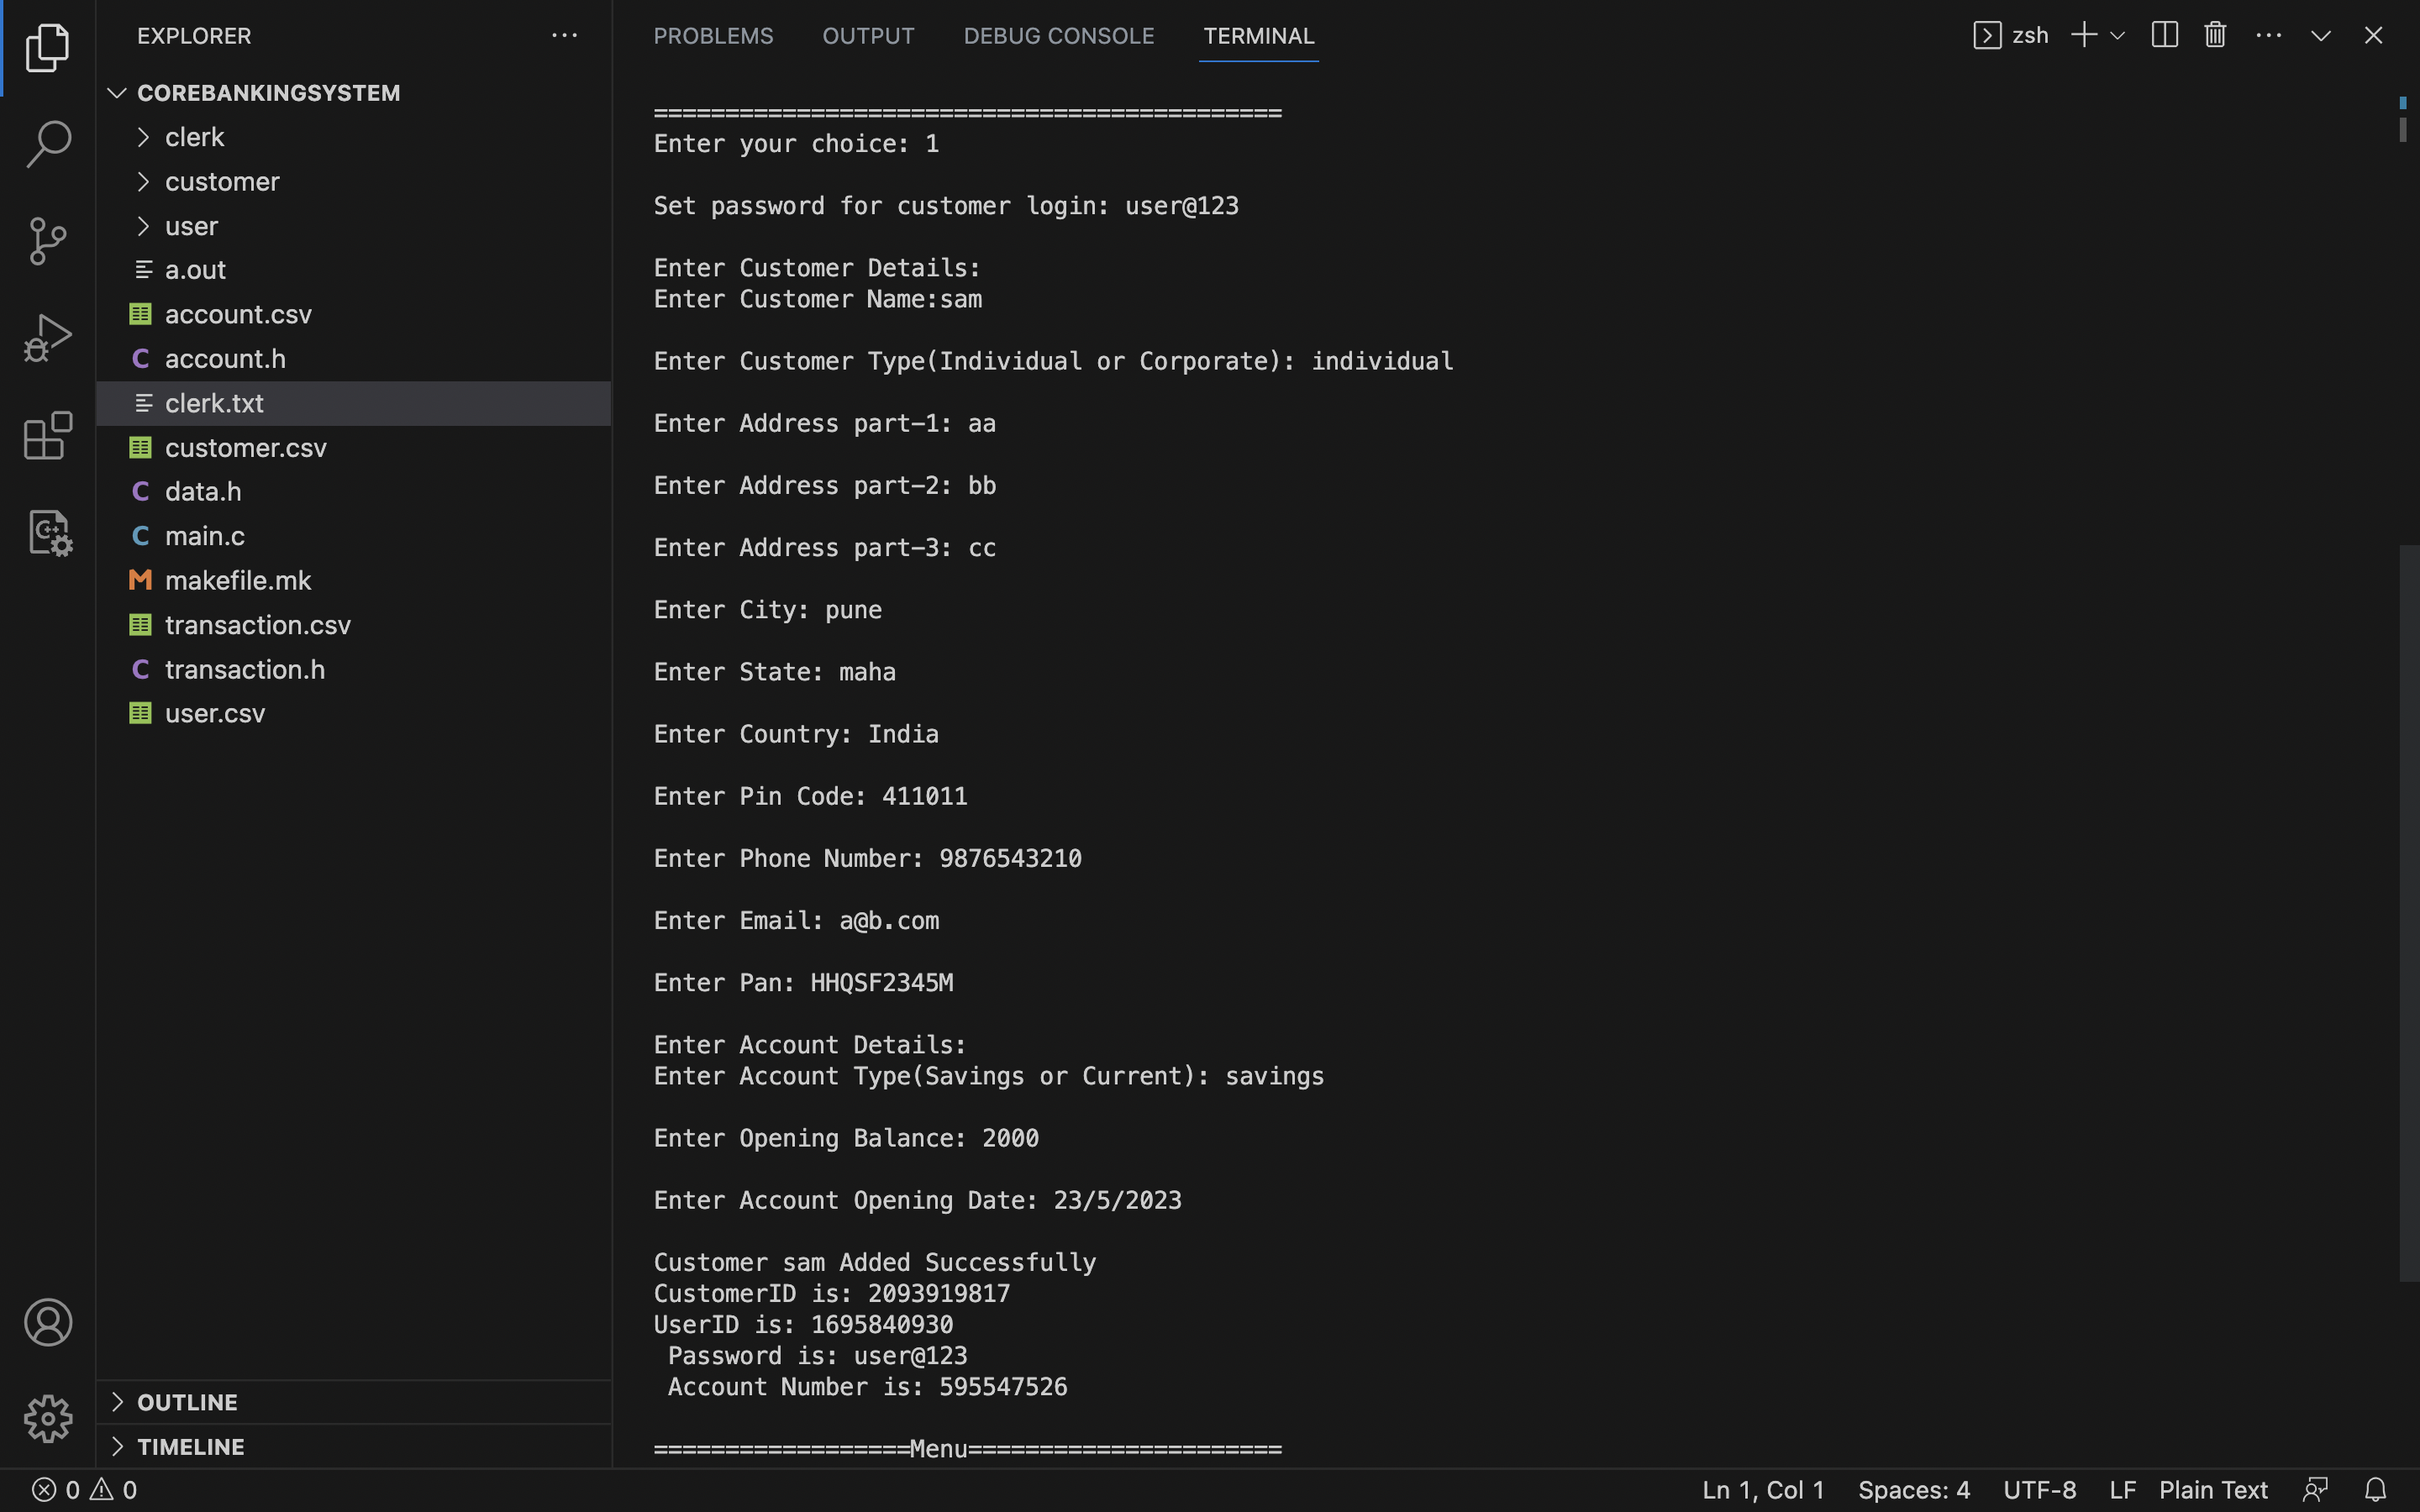 EXPLORER
COREBANKINGSYSTEM
clerk
customer
user
a.out
account.csv
C account.h
clerk.txt
customer.csv
C data.h
C main.c
M makefile.mk
transaction.csv
C transaction.h
user.csv
OUTLINE
TIMELINE
PROBLEMS OUTPUT DEBUG CONSOLE TERMINAL zsh
============================================
Enter your choice: 1
Set password for customer login: user@123
Enter Customer Details:
Enter Customer Name:sam
Enter Customer Type(Individual or Corporate): individual
Enter Address part-1: aa
Enter Address part-2: bb
Enter Address part-3: cc
Enter City: pune
Enter State: maha
Enter Country: India
Enter Pin Code: 411011
Enter Phone Number: 9876543210
Enter Email: a@b.com
Enter Pan: HHQSF2345M
Enter Account Details:
Enter Account Type(Savings or Current): savings
Enter Opening Balance: 2000
Enter Account Opening Date: 23/5/2023
Customer sam Added Successfully
CustomerID is: 2093919817
UserID is: 1695840930
Password is: user@123
Account Number is: 595547526
==================Menu======================
0 0 Ln 1, Col 1 Spaces: 4 UTF-8 LF Plain Text